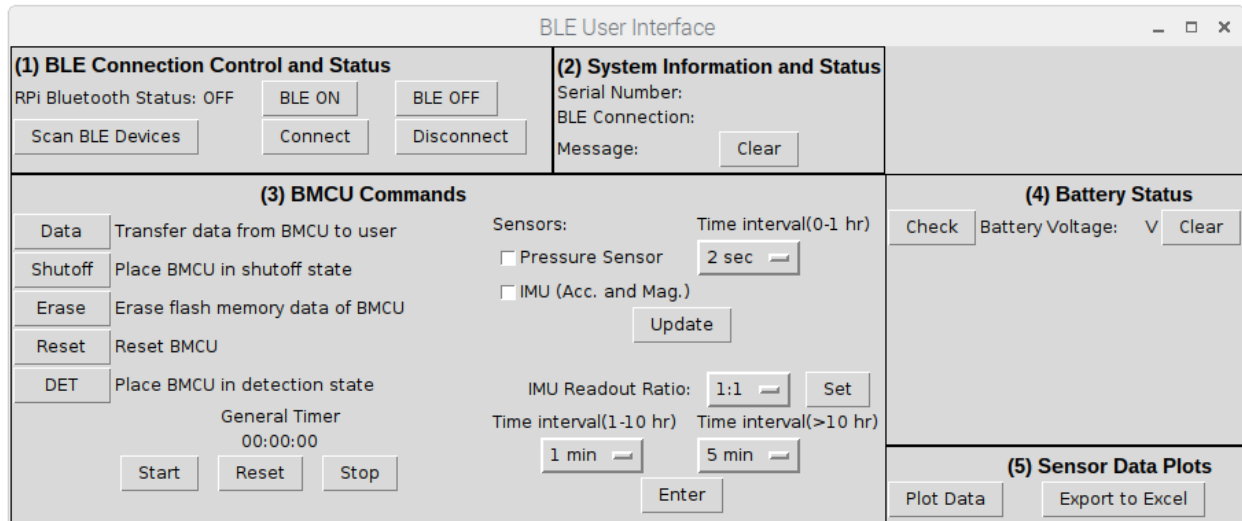 BLE User Interface
(1) BLE Connection Control and Status
RPi Bluetooth Status: OFF BLE ON BLE OFF
Scan BLE Devices Connect Disconnect
(2) System Information and Status
Serial Number:
BLE Connection:
Message: Clear
(3) BMCU Commands
Data Transfer data from BMCU to user
Shutoff Place BMCU in shutoff state
Erase Erase flash memory data of BMCU
Reset Reset BMCU
DET Place BMCU in detection state
General Timer
00:00:00
Start Reset Stop
Sensors: Time interval(0-1 hr)
Pressure Sensor 2 sec
IMU (Acc. and Mag.)
Update
IMU Readout Ratio: 1:1 Set
Time interval(1-10 hr) Time interval(>10 hr)
1 min 5 min
Enter
(4) Battery Status
Check Battery Voltage: V Clear
(5) Sensor Data Plots
Plot Data Export to Excel